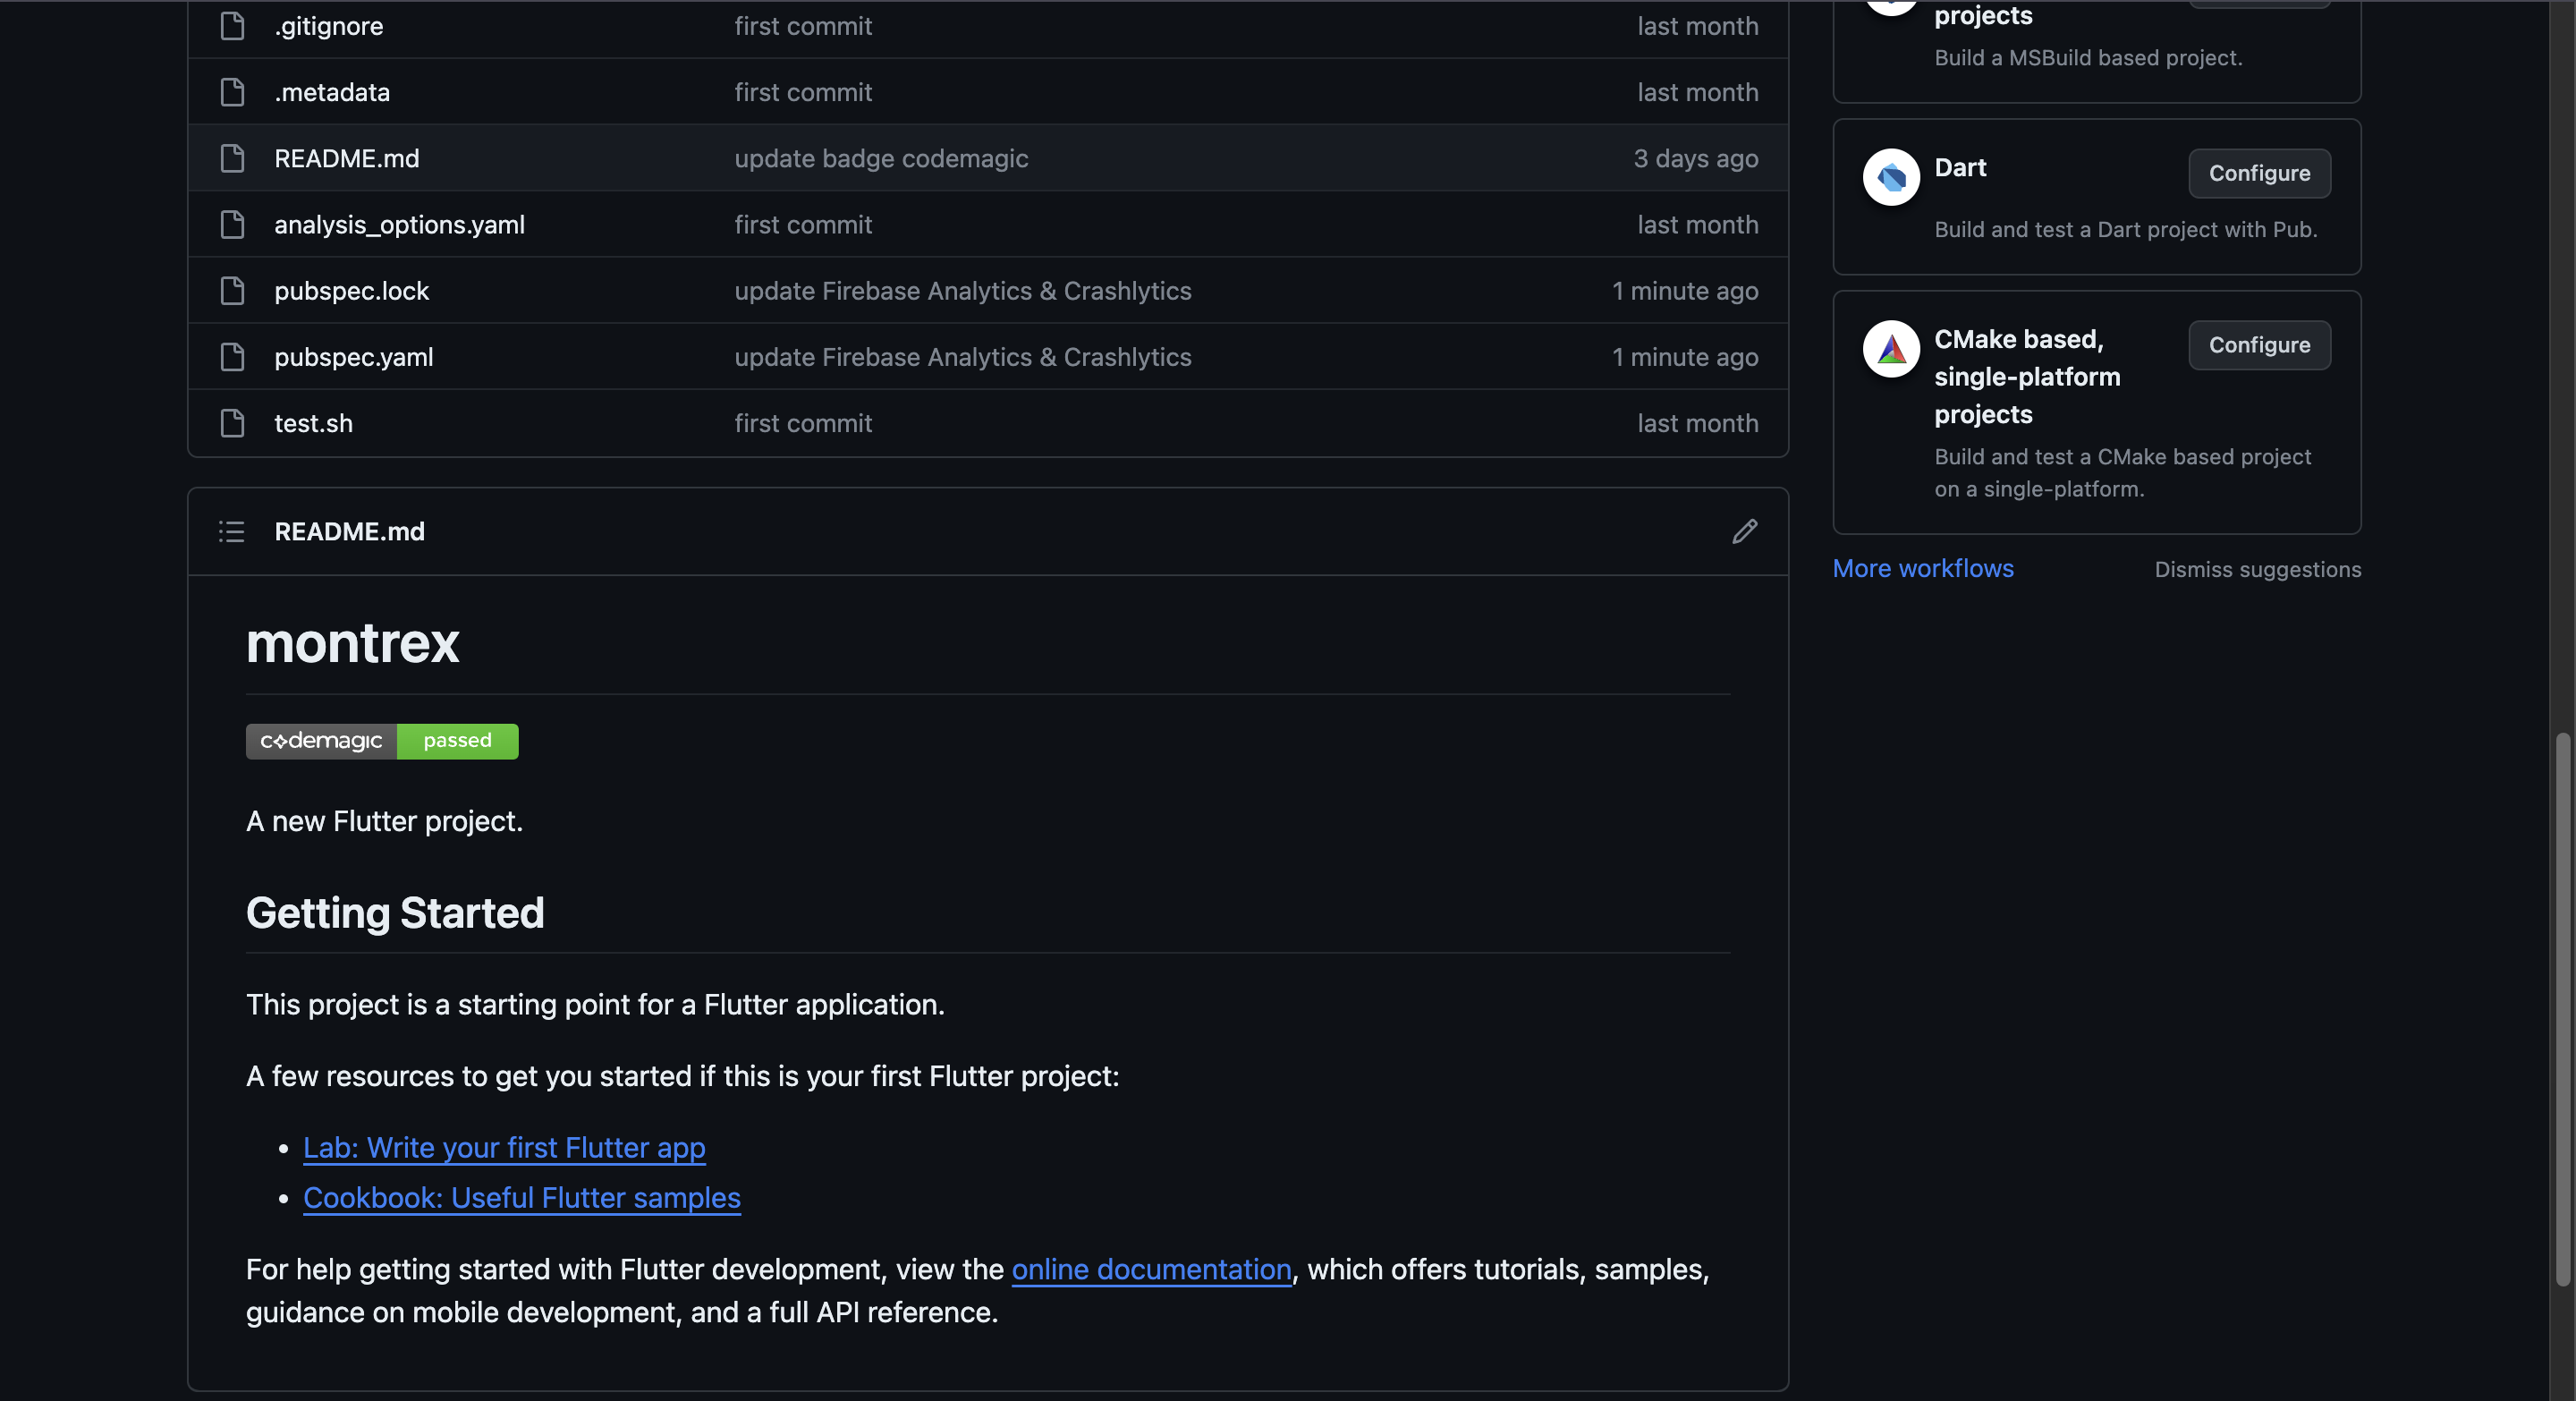 .gitignore first commit last month
.metadata first commit last month
README.md update badge codemagic 3 days ago
analysis_options.yaml first commit last month
pubspec.lock update Firebase Analytics & Crashlytics 1 minute ago
pubspec.yaml update Firebase Analytics & Crashlytics 1 minute ago
test.sh first commit last month
README.md
montrex
codemagic passed
A new Flutter project.
Getting Started
This project is a starting point for a Flutter application.
A few resources to get you started if this is your first Flutter project:
• Lab: Write your first Flutter app
• Cookbook: Useful Flutter samples
For help getting started with Flutter development, view the online documentation, which offers tutorials, samples,
guidance on mobile development, and a full API reference.
projects
Build a MSBuild based project.
Dart
Configure
Build and test a Dart project with Pub.
CMake based,
single-platform
projects
Configure
Build and test a CMake based project
on a single-platform.
More workflows
Dismiss suggestions